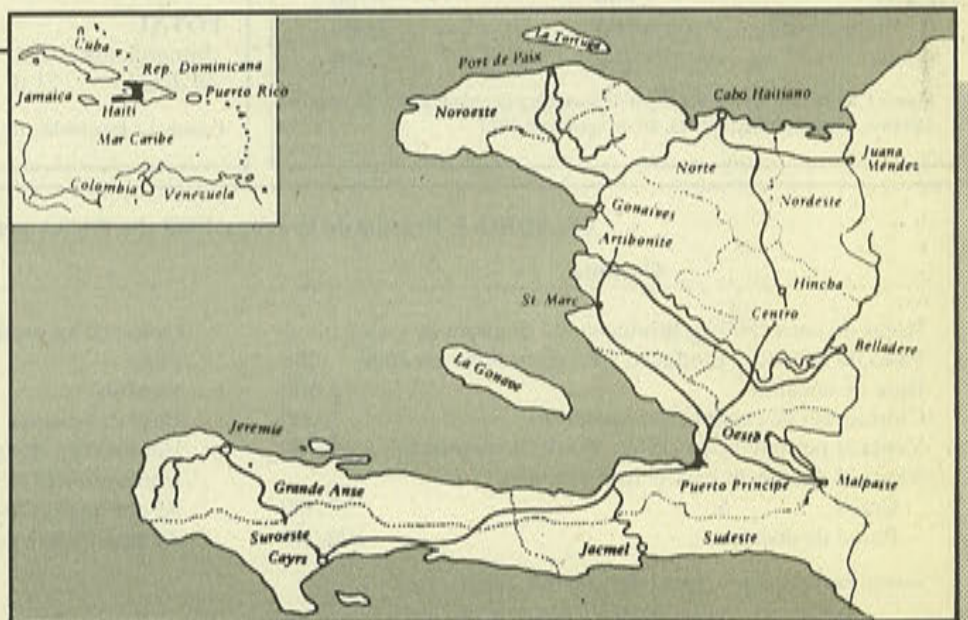 Cuba
Rep. Dominicana
Jamaica
Haiti
Puerto Rico
Mar Caribe
Colombia
Venezuela
La Tortuga
Port de Paix
Cabo Haitiano
Noroeste
Norte
Juana
Méndez
Nordeste
Gonaives
Artibonite
Hincha
St. Marc
Centro
Belladere
La Gonave
Oeste
Jeremie
Grande Anse
Puerto Principe
Malpasse
Suroeste
Cayes
Jacmel
Sudeste